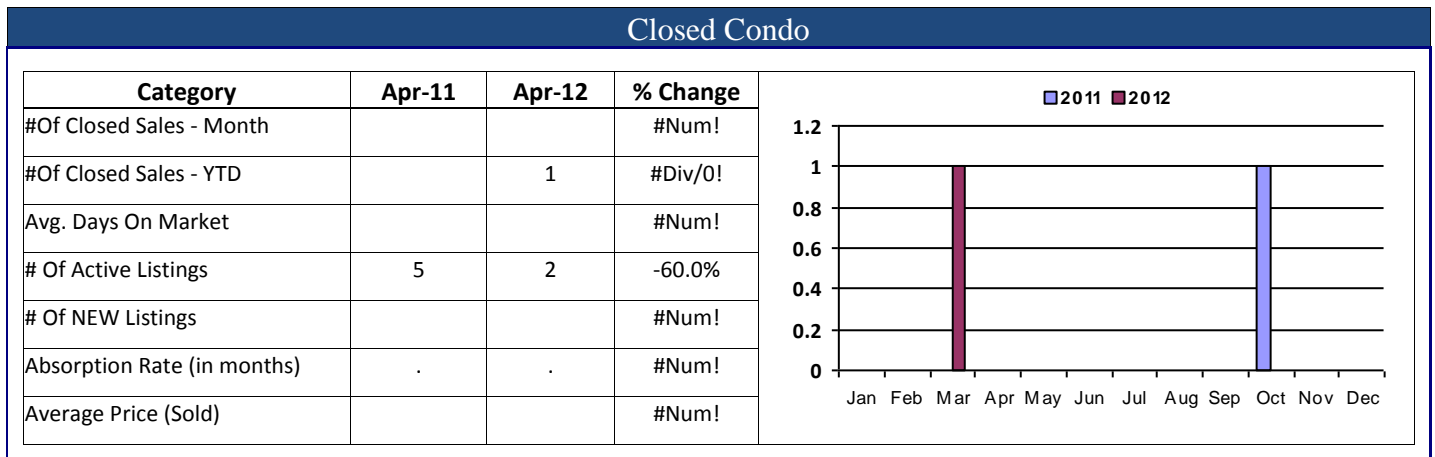 Closed Condo
Category Apr-11 Apr-12 % Change
#Of Closed Sales - Month #Num!
#Of Closed Sales - YTD 1 #Div/0!
Avg. Days On Market #Num!
# Of Active Listings 5 2 -60.0%
# Of NEW Listings #Num!
Absorption Rate (in months) . . #Num!
Average Price (Sold) #Num!
2011 2012
1.2
1
0.8
0.6
0.4
0.2
0
Jan Feb Mar Apr May Jun Jul Aug Sep Oct Nov Dec